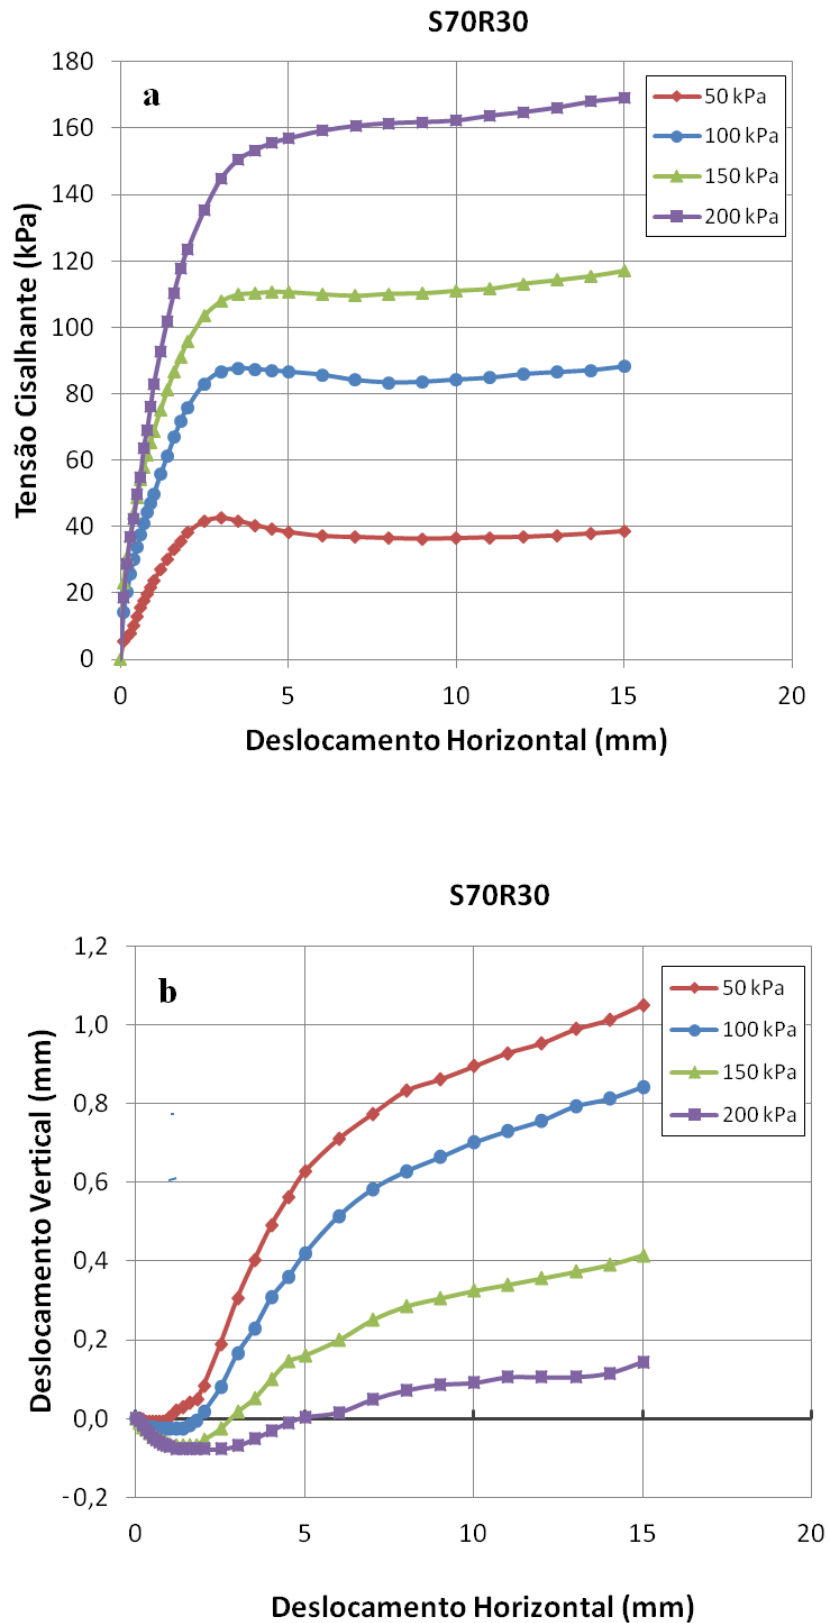 S70R30
180
160
140
120
100
80
60
40
20
0
a
50 kPa
100 kPa
150 kPa
200 kPa
Tensão Cisalhante (kPa)
0 5 10 15 20
Deslocamento Horizontal (mm)
S70R30
1,2
1,0
0,8
0,6
0,4
0,2
0,0
-0,2
b
50 kPa
100 kPa
150 kPa
200 kPa
Deslocamento Vertical (mm)
0 5 10 15 20
Deslocamento Horizontal (mm)